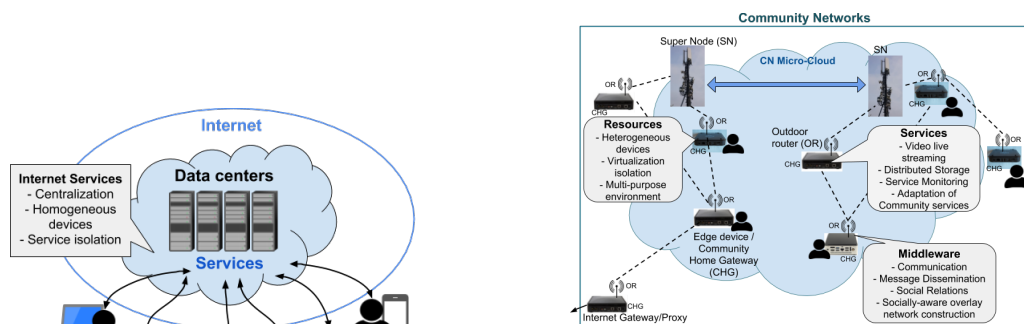 Internet
Internet Services
- Centralization
- Homogeneous
devices
- Service isolation
Data centers
Services
Community Networks
Super Node (SN)
SN
CN Micro-Cloud
OR
CHG
OR
CHG
OR
CHG
OR
CHG
Resources
- Heterogeneous
devices
- Virtualization
isolation
- Multi-purpose
environment
Outdoor
router (OR)
OR
CHG
Services
- Video live
streaming
- Distributed Storage
- Service Monitoring
- Adaptation of
Community services
OR
Edge device /
Community
Home Gateway
(CHG)
OR
CHG
Middleware
- Communication
- Message Dissemination
- Social Relations
- Socially-aware overlay
network construction
OR
CHG
Internet Gateway/Proxy